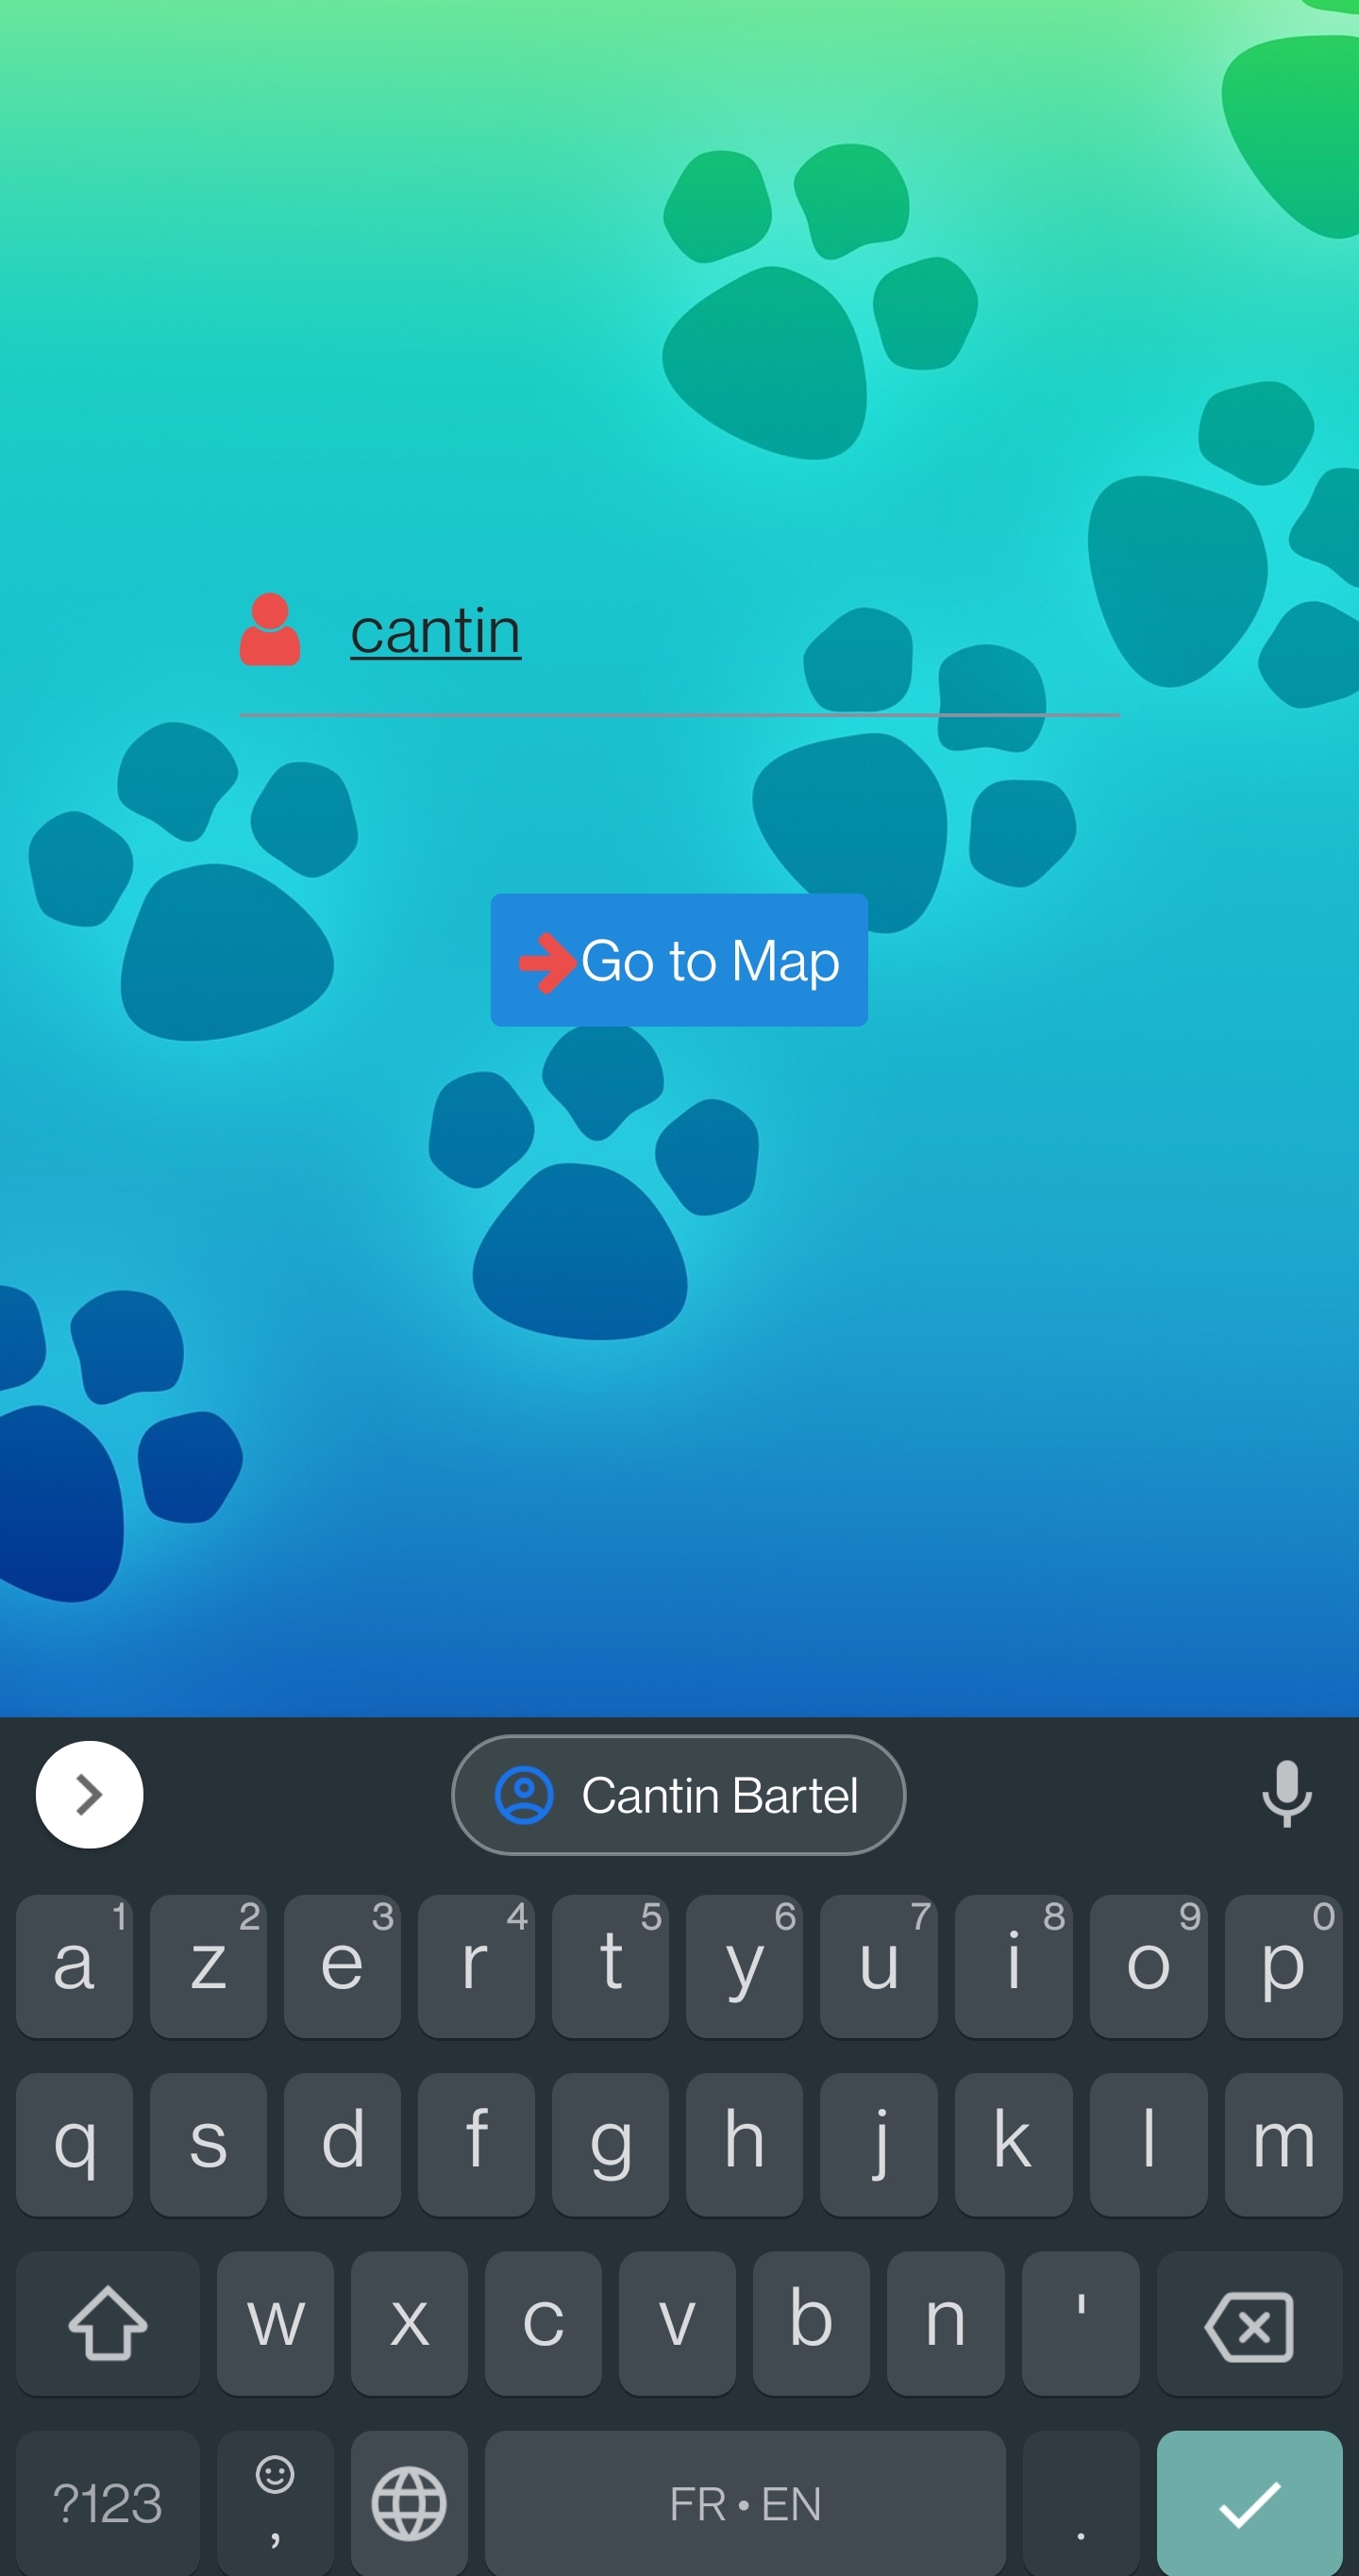 cantin
Go to Map
Cantin Bartel
1 2 3 4 5 6 7 8 9 0
a z e r t y u i o p
q s d f g h j k l m
w x c v b n '
?123 , FR • EN .